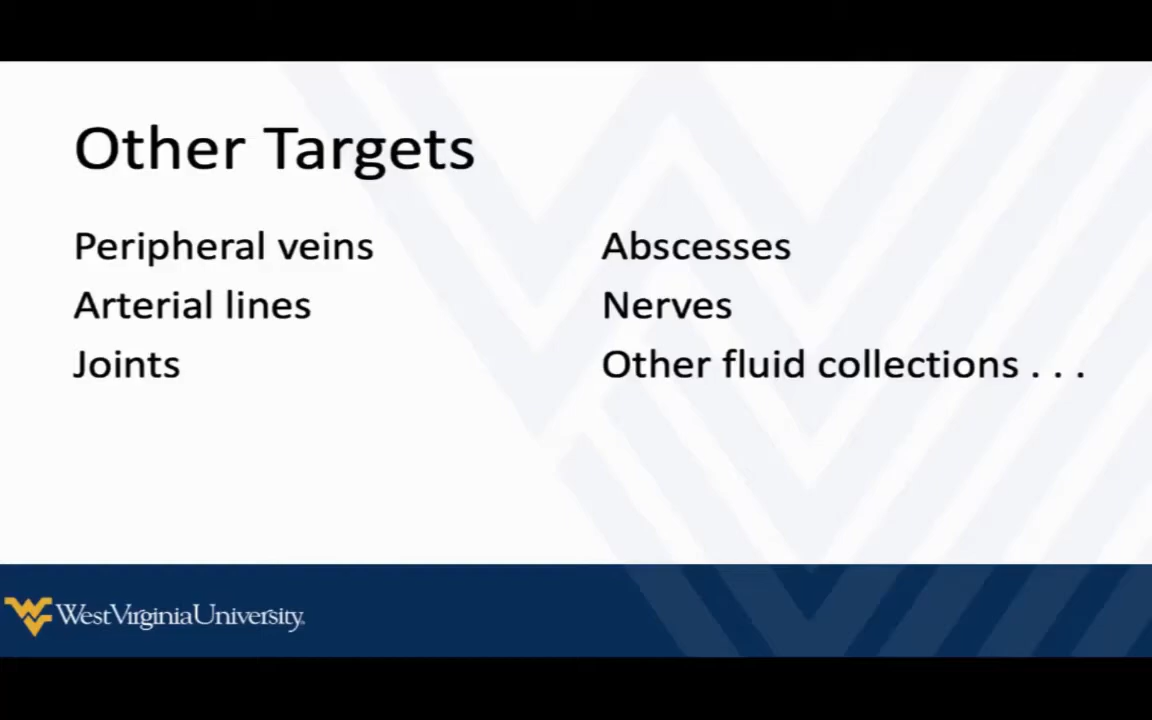 Other Targets
Peripheral veins
Arterial lines
Joints
Abscesses
Nerves
Other fluid collections . . .
WestVirginiaUniversity.